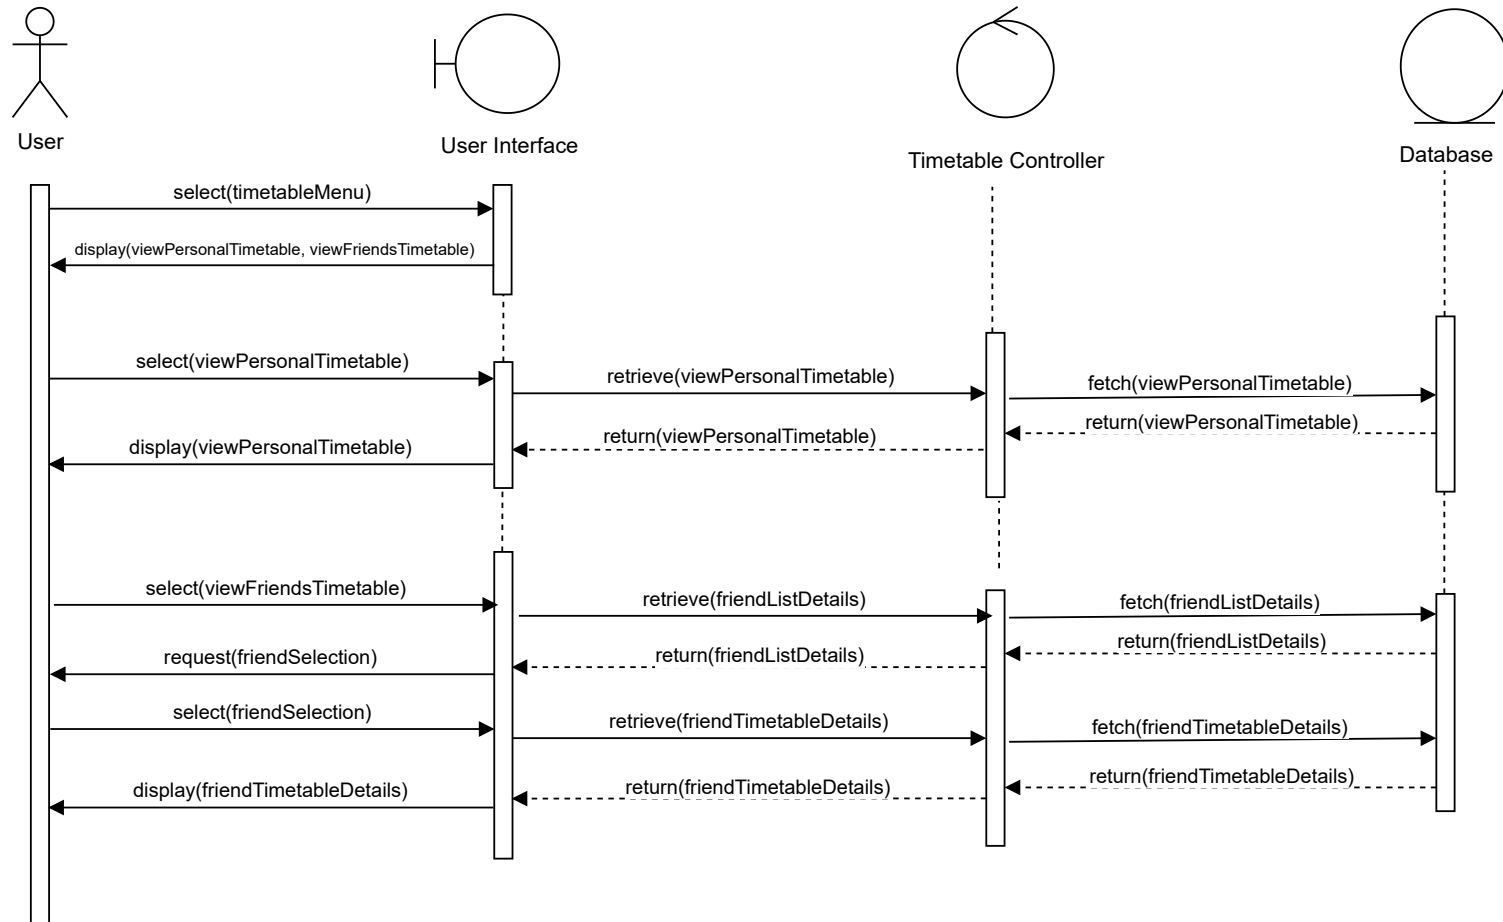 User
User Interface
Timetable Controller
Database
select(timetableMenu)
display(viewPersonalTimetable, viewFriendsTimetable)
select(viewPersonalTimetable)
retrieve(viewPersonalTimetable)
fetch(viewPersonalTimetable)
return(viewPersonalTimetable)
return(viewPersonalTimetable)
display(viewPersonalTimetable)
select(viewFriendsTimetable)
retrieve(friendListDetails)
fetch(friendListDetails)
return(friendListDetails)
return(friendListDetails)
request(friendSelection)
select(friendSelection)
retrieve(friendTimetableDetails)
fetch(friendTimetableDetails)
return(friendTimetableDetails)
return(friendTimetableDetails)
display(friendTimetableDetails)